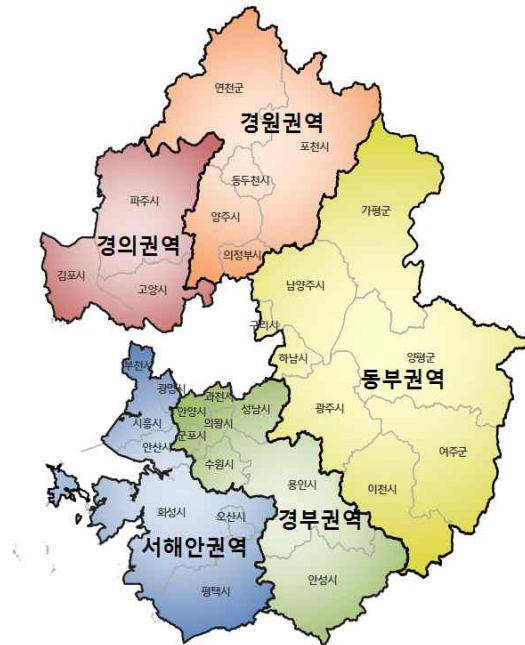 연천군
경원권역
포천시
동두천시
파주시
양주시
가평군
경의권역
의정부시
김포시
고양시
남양주시
구리시
하남시
양평군
부천시
동부권역
광명시
과천시
안양시
성남시
광주시
시흥시
의왕시
군포시
안산시
여주군
수원시
용인시
이천시
화성시
오산시
경부권역
서해안권역
안성시
평택시